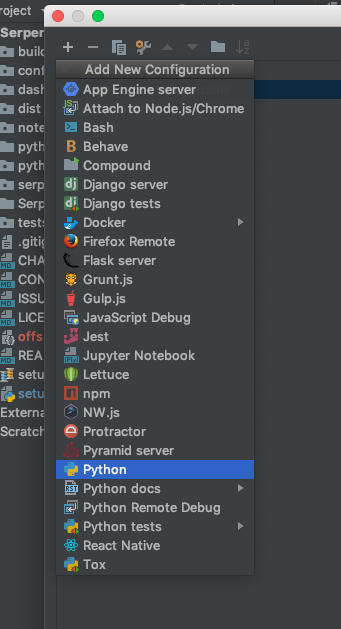 roject
Serper
buil
conf
dash
dist
note
pyth
pyth
serp
Serp
tests
.gitig
CHA
CON
ISSU
LICE
offs
REA
setu
setu
Externa
Scratch
Add New Configuration
App Engine server
Attach to Node.js/Chrome
Bash
Behave
Compound
Django server
Django tests
Docker
Firefox Remote
Flask server
Grunt.js
Gulp.js
JavaScript Debug
Jest
Jupyter Notebook
Lettuce
npm
NW.js
Protractor
Pyramid server
Python
Python docs
Python Remote Debug
Python tests
React Native
Tox